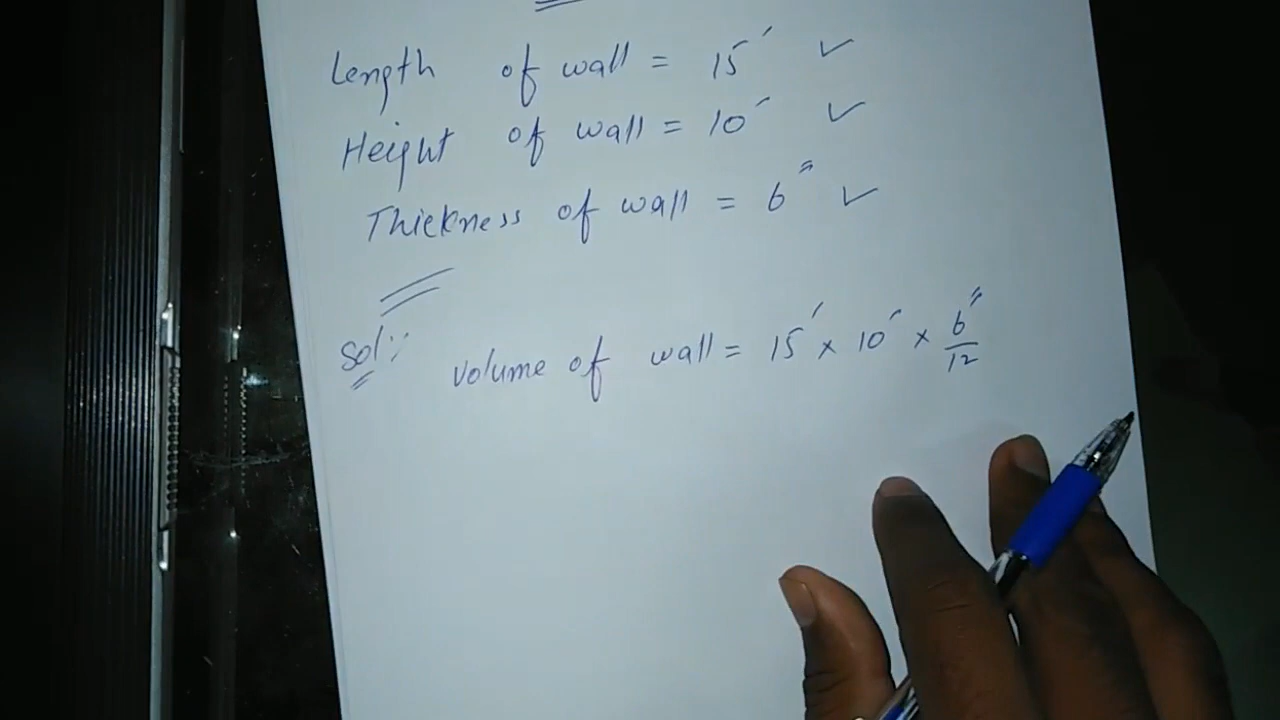 Length of wall = 15' ✓
Height of wall = 10' ✓
Thickness of wall = 6" ✓
Sol:- volume of wall = 15' × 10' × 6"/12